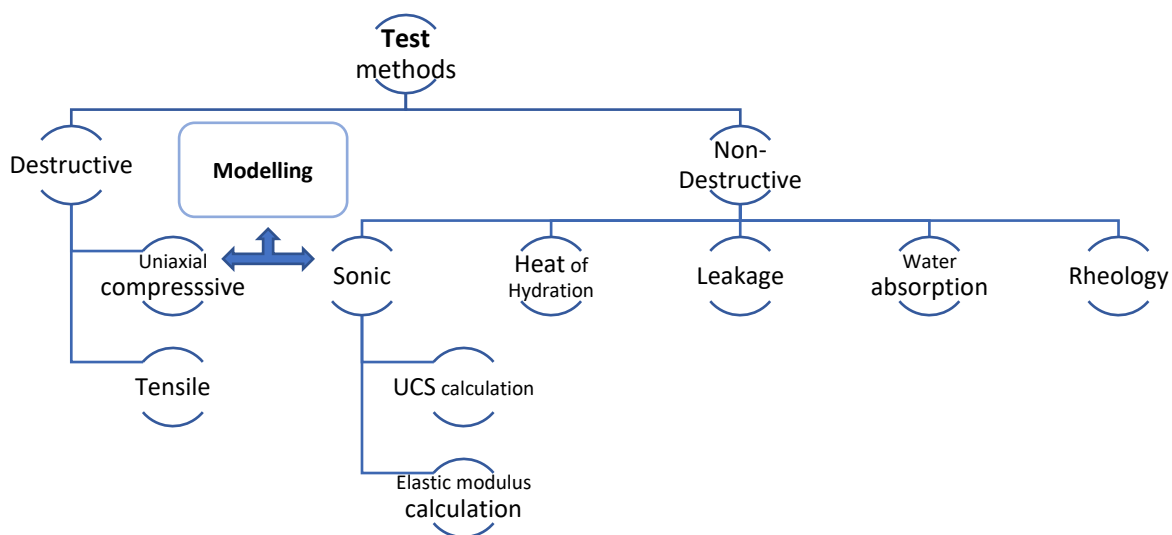 Test
methods
Destructive
Modelling
Non-
Destructive
Uniaxial
compresssive
Sonic
Heat of
Hydration
Leakage
Water
absorption
Rheology
Tensile
UCS calculation
Elastic modulus
calculation